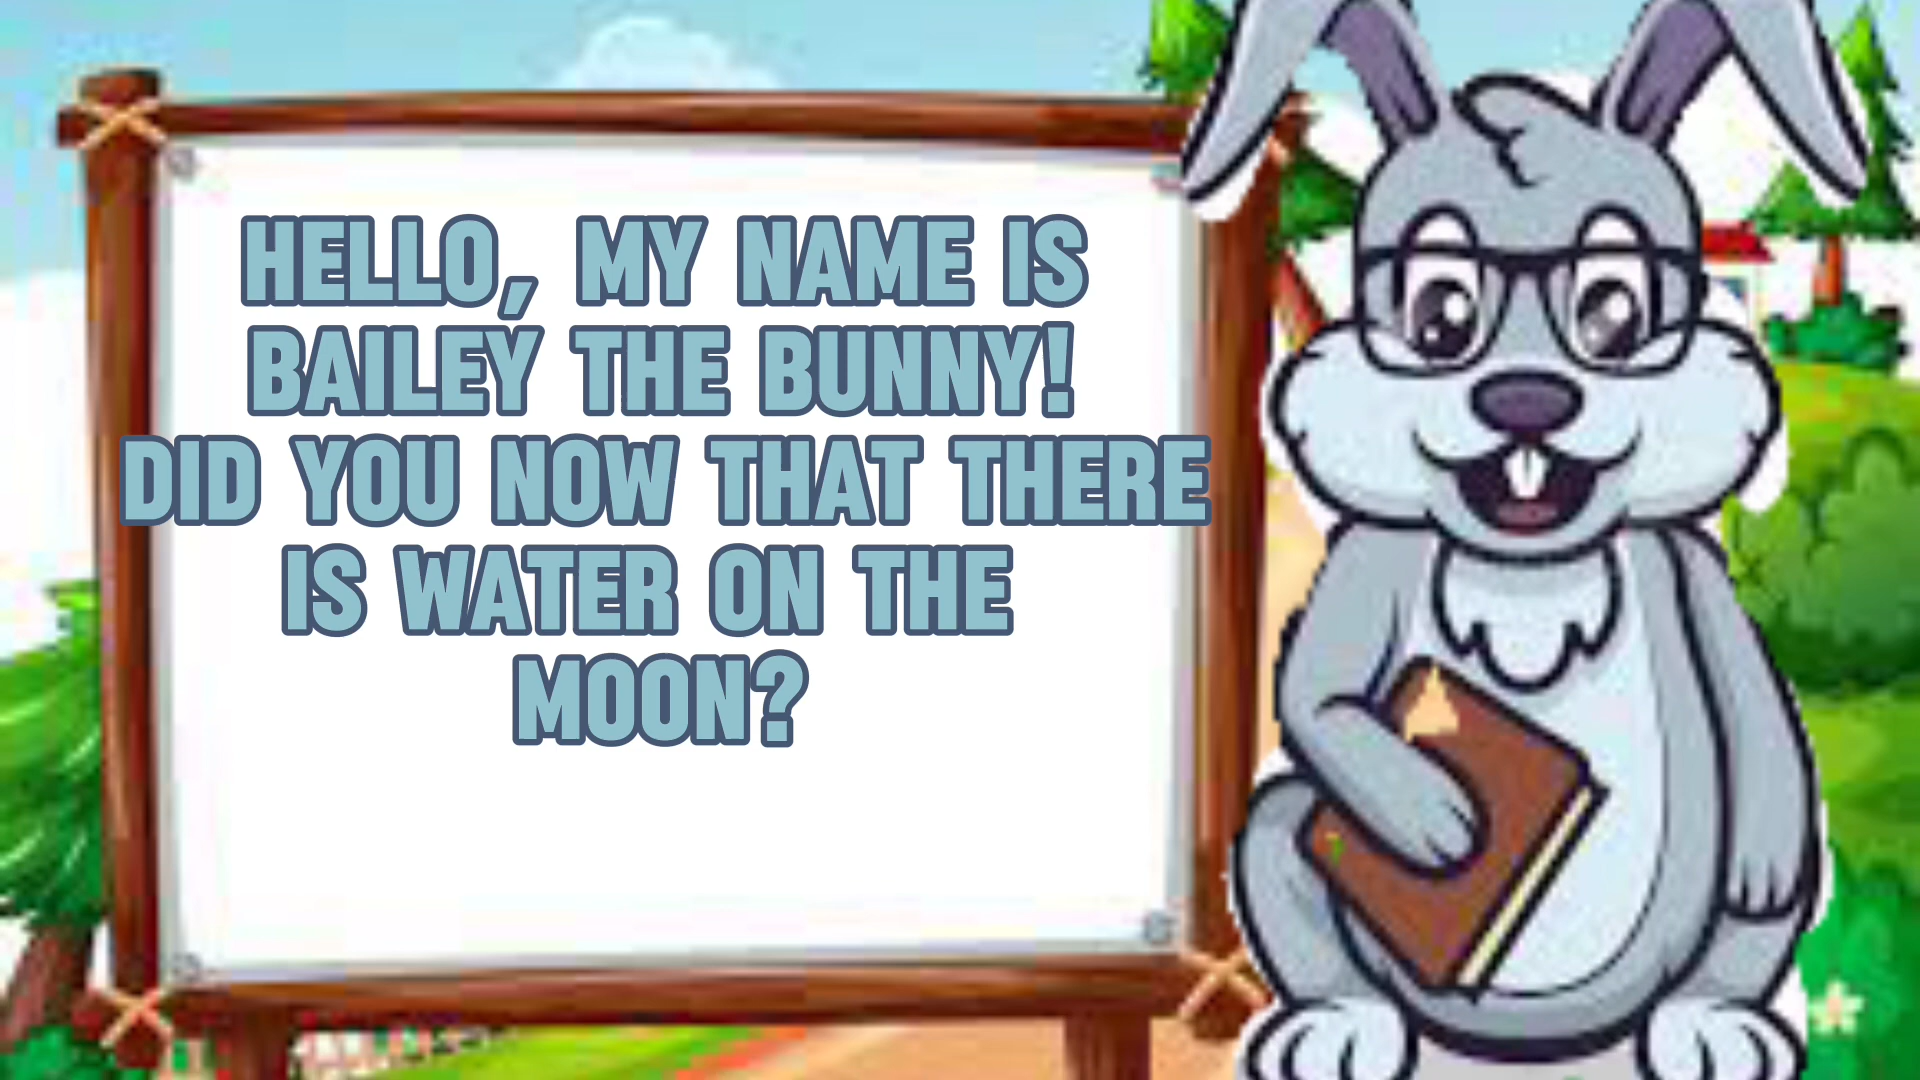 HELLO, MY NAME IS
BAILEY THE BUNNY!
DID YOU NOW THAT THERE
IS WATER ON THE
MOON?